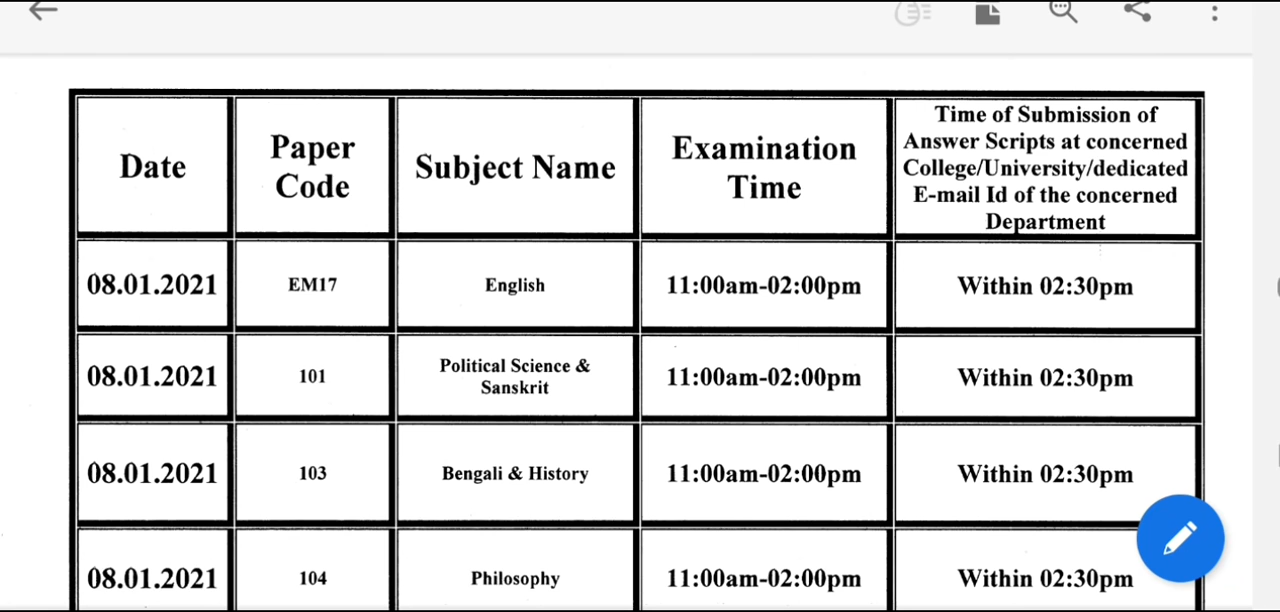 Date
Paper
Code
Subject Name
Examination
Time
Time of Submission of
Answer Scripts at concerned
College/University/dedicated
E-mail Id of the concerned
Department
08.01.2021
EM17
English
11:00am-02:00pm
Within 02:30pm
08.01.2021
101
Political Science &
Sanskrit
11:00am-02:00pm
Within 02:30pm
08.01.2021
103
Bengali & History
11:00am-02:00pm
Within 02:30pm
08.01.2021
104
Philosophy
11:00am-02:00pm
Within 02:30pm